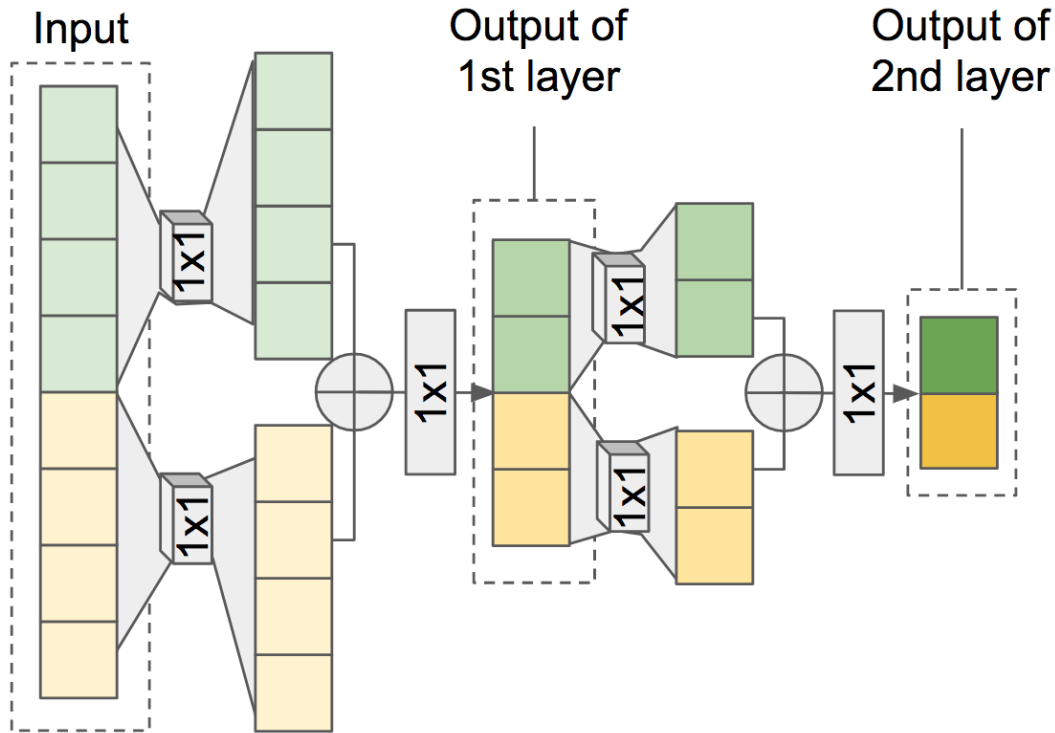 Input
Output of
1st layer
Output of
2nd layer
1x1
1x1
1x1
1x1
1x1
1x1